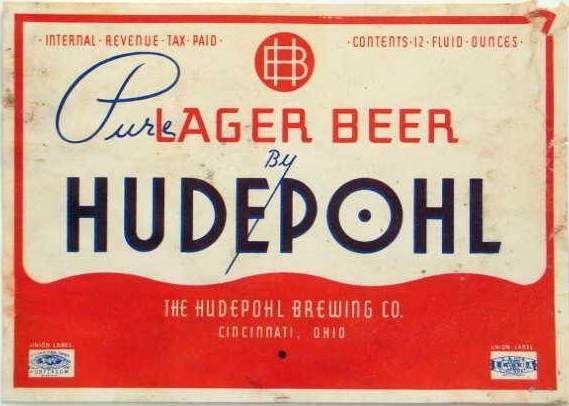 · INTERNAL · REVENUE · TAX · PAID ·
· CONTENTS · 12 · FLUID · OUNCES ·
HB
Pure LAGER BEER
By
HUDEPOHL
THE HUDEPOHL BREWING CO.
CINCINNATI, OHIO
UNION LABEL
UNION LABEL